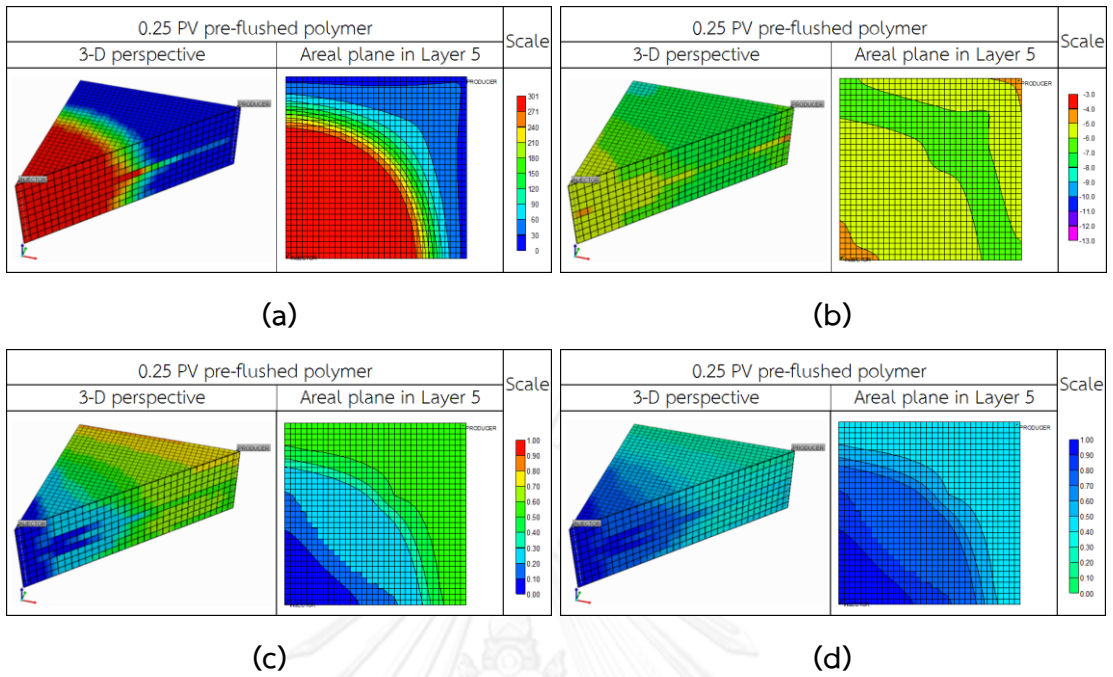 0.25 PV pre-flushed polymer
Scale
3-D perspective
Areal plane in Layer 5
PRODUCER
PRODUCER
INJECTOR
301
271
240
210
180
150
120
90
60
30
0
(a)
0.25 PV pre-flushed polymer
Scale
3-D perspective
Areal plane in Layer 5
PRODUCER
PRODUCER
-3.0
-4.0
-5.0
-6.0
-7.0
-8.0
-9.0
-10.0
-11.0
-12.0
-13.0
(b)
0.25 PV pre-flushed polymer
Scale
3-D perspective
Areal plane in Layer 5
PRODUCER
PRODUCER
1.00
0.90
0.80
0.70
0.60
0.50
0.40
0.30
0.20
0.10
0.00
(c)
0.25 PV pre-flushed polymer
Scale
3-D perspective
Areal plane in Layer 5
PRODUCER
PRODUCER
1.00
0.90
0.80
0.70
0.60
0.50
0.40
0.30
0.20
0.10
0.00
(d)